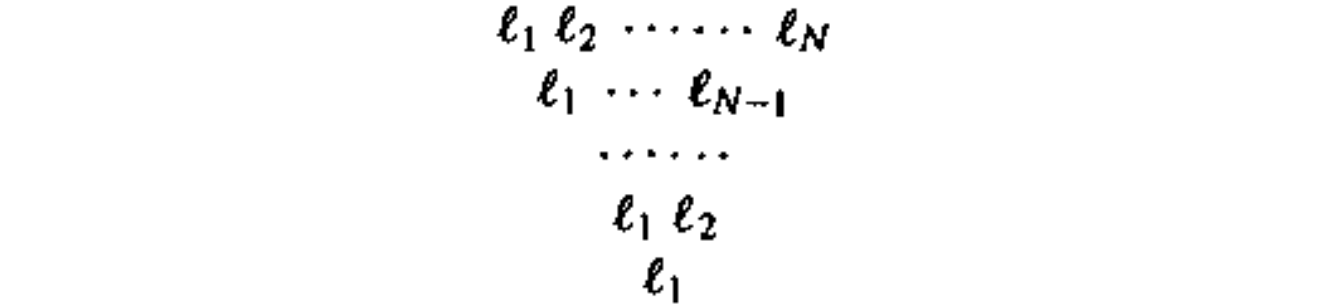 ℓ₁ ℓ₂ ⋯⋯ ℓ_N
ℓ₁ ⋯ ℓ_{N−1}
⋯⋯
ℓ₁ ℓ₂
ℓ₁